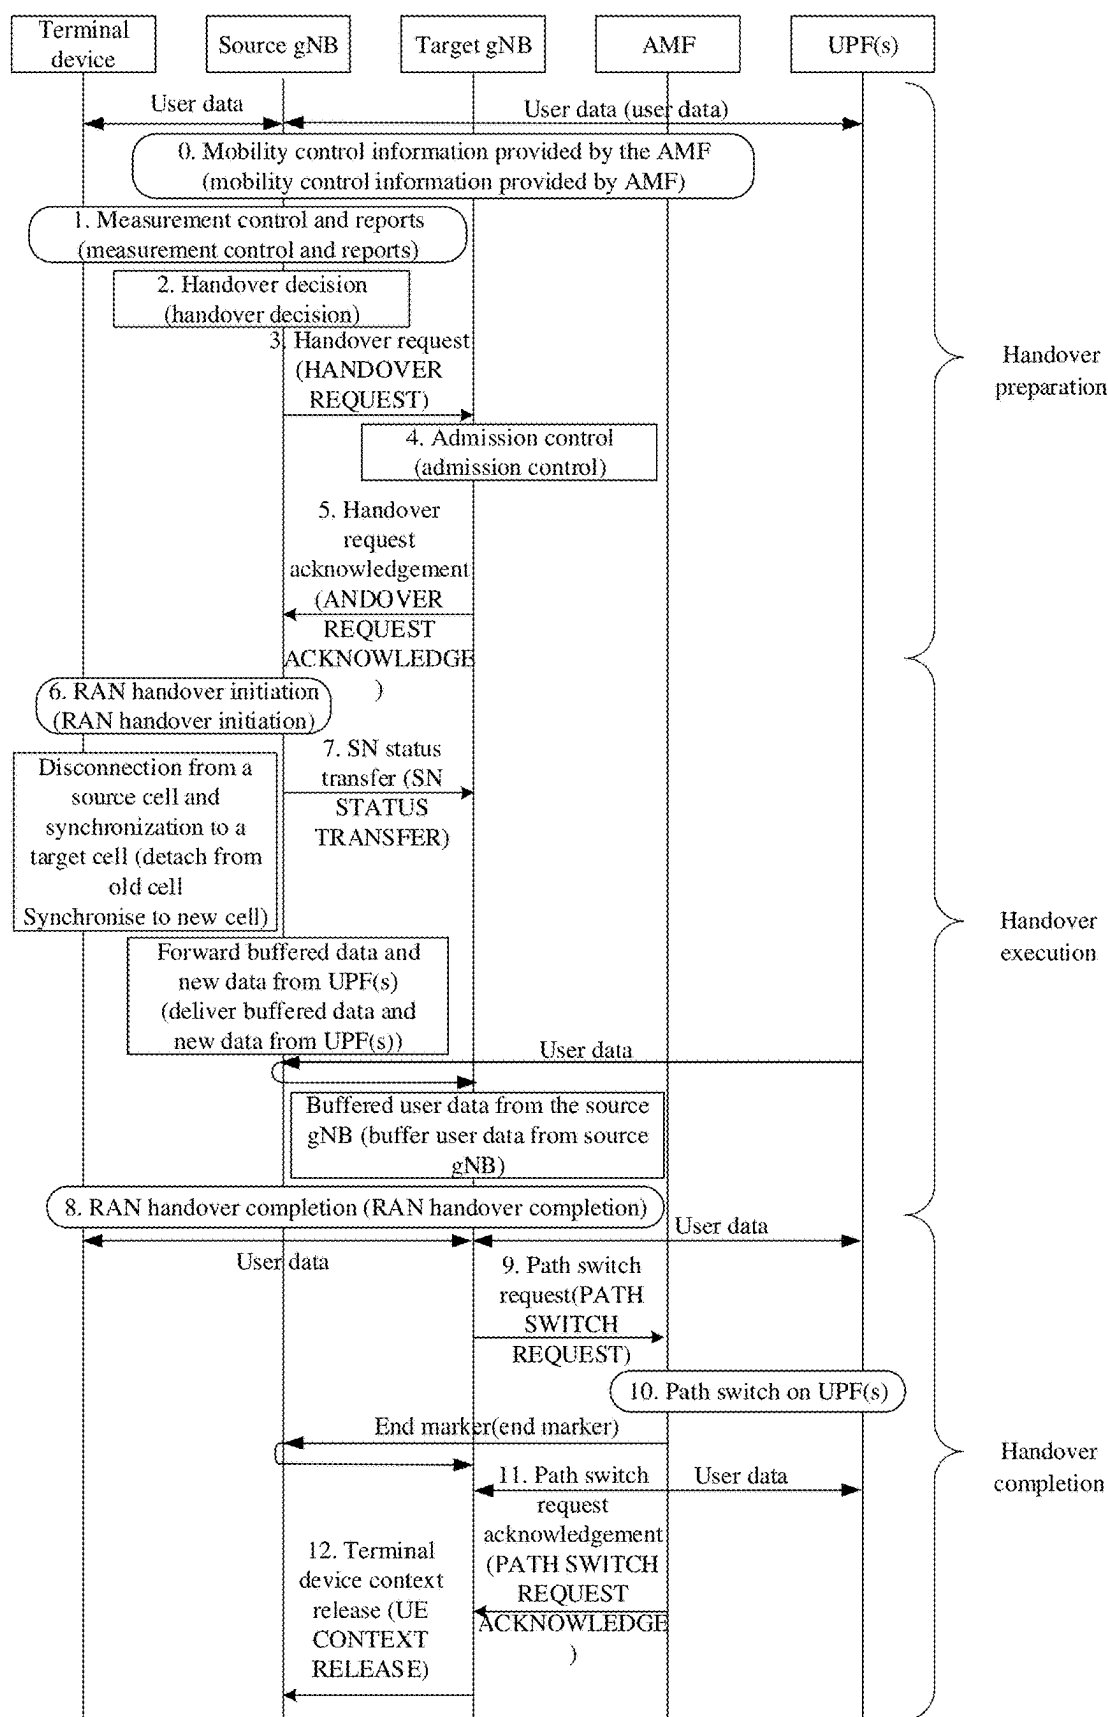 Terminal
device
Source gNB
Target gNB
AMF
UPF(s)
User data
User data (user data)
0. Mobility control information provided by the AMF
(mobility control information provided by AMF)
1. Measurement control and reports
(measurement control and reports)
2. Handover decision
(handover decision)
3. Handover request
(HANDOVER
REQUEST)
Handover
preparation
4. Admission control
(admission control)
5. Handover
request
acknowledgement
(ANDOVER
REQUEST
ACKNOWLEDGE
)
6. RAN handover initiation
(RAN handover initiation)
7. SN status
transfer (SN
STATUS
TRANSFER)
Disconnection from a
source cell and
synchronization to a
target cell (detach from
old cell
Synchronise to new cell)
Handover
execution
Forward buffered data and
new data from UPF(s)
(deliver buffered data and
new data from UPF(s))
User data
Buffered user data from the source
gNB (buffer user data from source
gNB)
8. RAN handover completion (RAN handover completion)
User data
User data
9. Path switch
request(PATH
SWITCH
REQUEST)
10. Path switch on UPF(s)
End marker(end marker)
Handover
completion
11. Path switch
request
acknowledgement
(PATH SWITCH
REQUEST
ACKNOWLEDGE
)
User data
12. Terminal
device context
release (UE
CONTEXT
RELEASE)